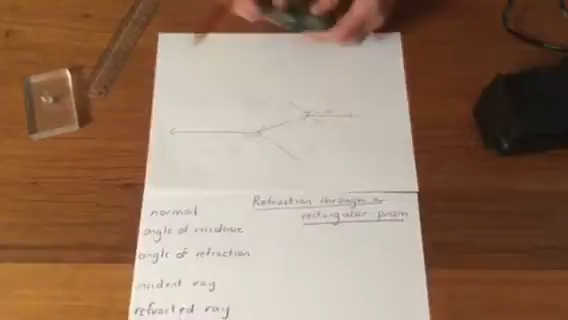 Refraction through a
rectangular prism
normal
angle of incidence
angle of refraction
incident ray
refracted ray